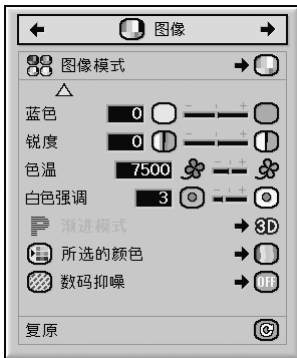 图像
图像模式
蓝色 0
锐度 0
色温 7500
白色强调 3
P 渐进模式 3D
所选的颜色
数码抑噪 OFF
复原